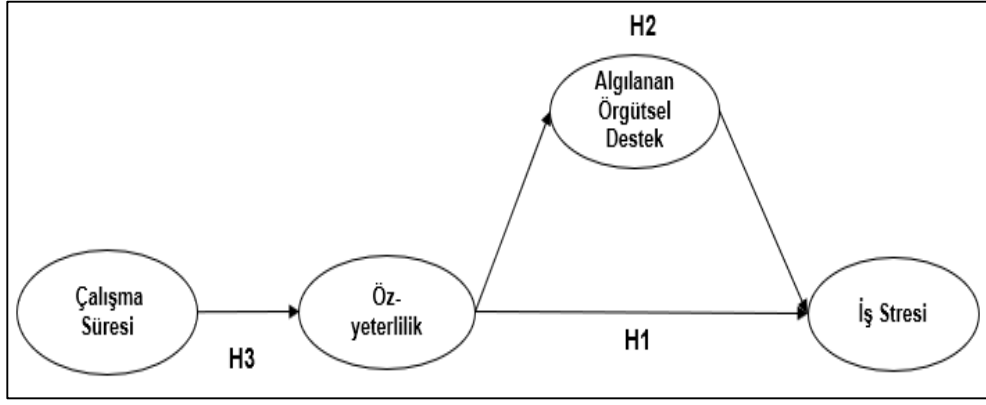 H2
Algılanan
Örgütsel
Destek
Çalışma
Süresi
Öz-
yeterlilik
İş Stresi
H3
H1